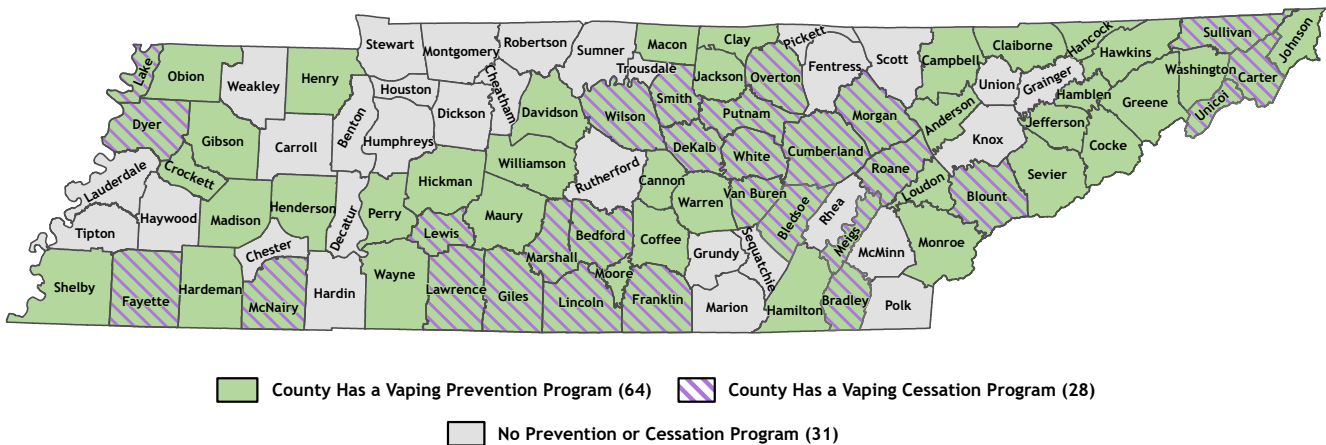 Stewart
Montgomery
Robertson
Sumner
Macon
Clay
Pickett
Scott
Claiborne
Hancock
Hawkins
Sullivan
Johnson
Lake
Obion
Weakley
Henry
Houston
Cheatham
Trousdale
Jackson
Overton
Fentress
Campbell
Union
Grainger
Hamblen
Washington
Carter
Dyer
Gibson
Carroll
Benton
Humphreys
Dickson
Davidson
Wilson
Smith
Putnam
Morgan
Anderson
Knox
Jefferson
Greene
Unicoi
Lauderdale
Crockett
Williamson
Rutherford
DeKalb
White
Cumberland
Roane
Loudon
Blount
Sevier
Cocke
Tipton
Haywood
Madison
Henderson
Decatur
Perry
Hickman
Lewis
Maury
Marshall
Bedford
Cannon
Coffee
Warren
Van Buren
Bledsoe
Rhea
Meigs
McMinn
Monroe
Shelby
Fayette
Hardeman
Chester
McNairy
Hardin
Wayne
Lawrence
Giles
Lincoln
Moore
Franklin
Grundy
Sequatchie
Marion
Hamilton
Bradley
Polk
County Has a Vaping Prevention Program (64)
County Has a Vaping Cessation Program (28)
No Prevention or Cessation Program (31)